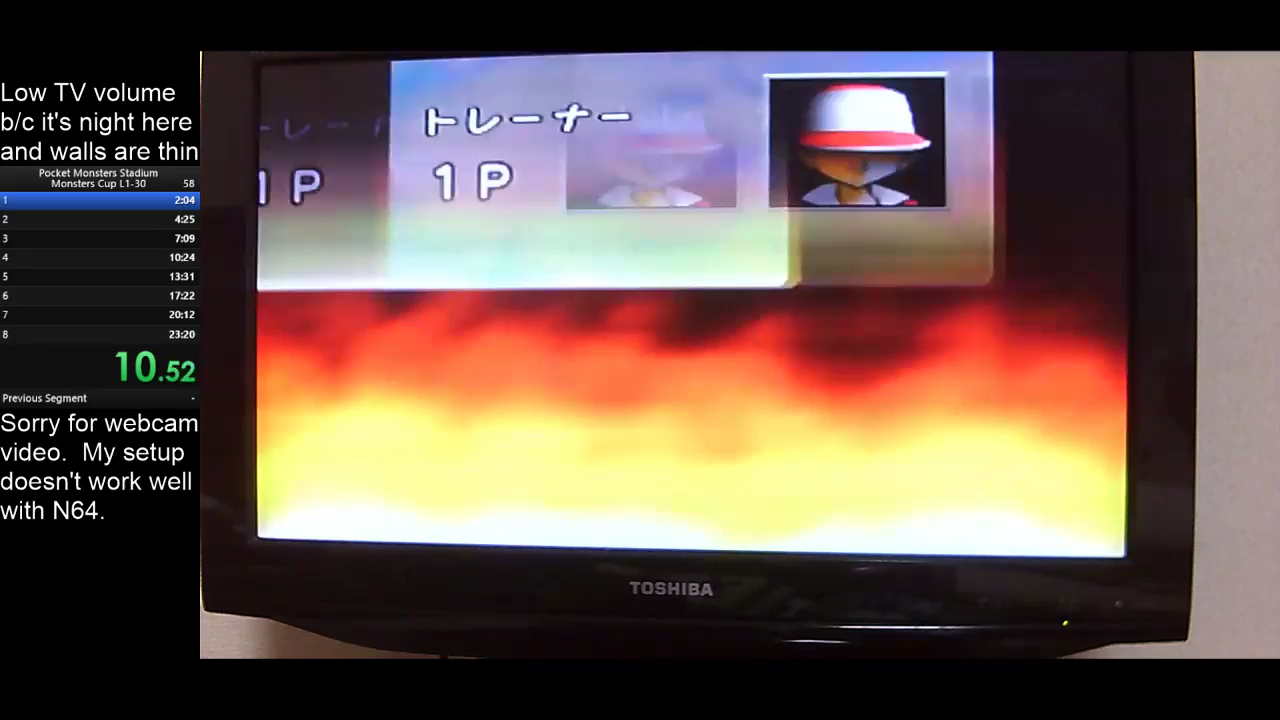 Low TV volume
b/c it's night here
and walls are thin
Pocket Monsters Stadium
Monsters Cup L1-30 58
1 2:04
2 4:25
3 7:09
4 10:24
5 13:31
6 17:22
7 20:12
8 23:20
10.52
Previous Segment -
Sorry for webcam
video. My setup
doesn't work well
with N64.
トレーナー
1P
1P
TOSHIBA